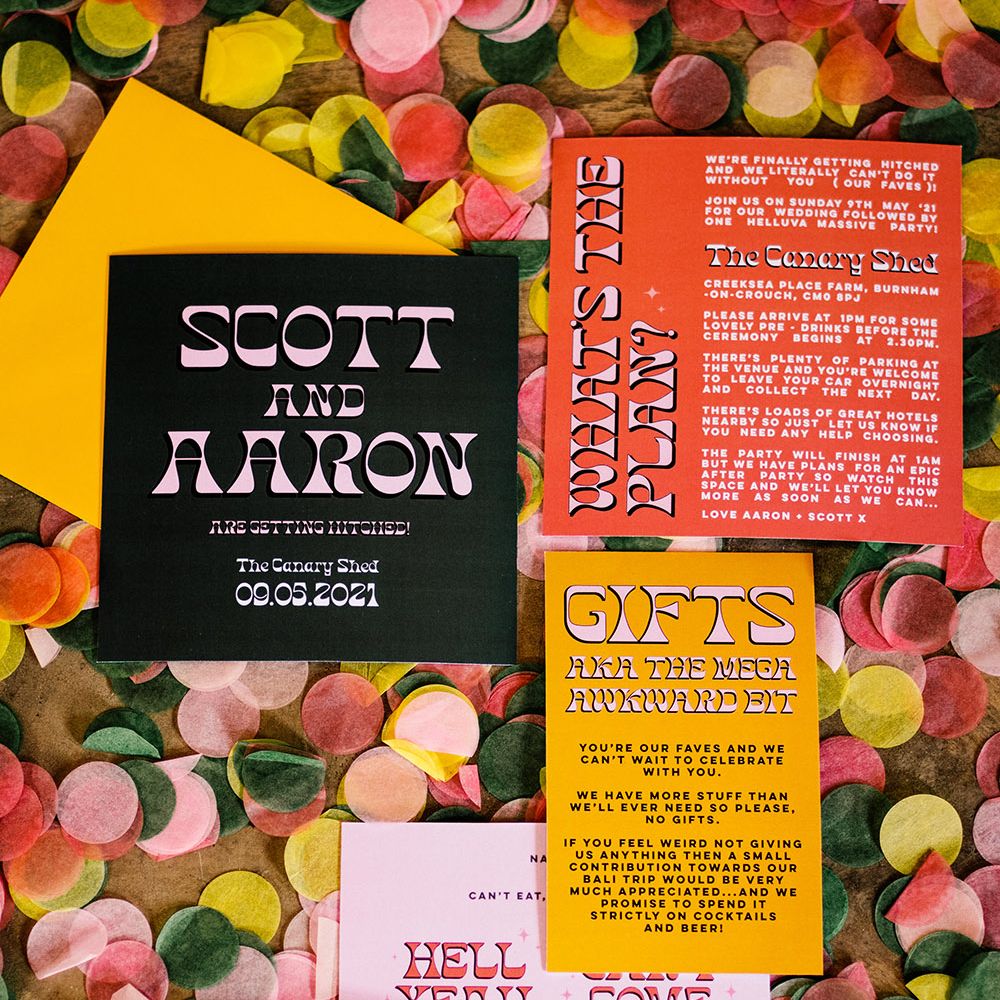 SCOTT
AND
AARON
ARE GETTING HITCHED!
The Canary Shed
09.05.2021
WHAT'S THE
PLAN?
WE'RE FINALLY GETTING HITCHED
AND WE LITERALLY CAN'T DO IT
WITHOUT YOU (OUR FAVES)!
JOIN US ON SUNDAY 9TH MAY '21
FOR OUR WEDDING FOLLOWED BY
ONE HELLUVA MASSIVE PARTY!
The Canary Shed
CREEKSEA PLACE FARM, BURNHAM
-ON-CROUCH, CM0 8PJ
PLEASE ARRIVE AT 1PM FOR SOME
LOVELY PRE - DRINKS BEFORE THE
CEREMONY BEGINS AT 2.30PM.
THERE'S PLENTY OF PARKING AT
THE VENUE AND YOU'RE WELCOME
TO LEAVE YOUR CAR OVERNIGHT
AND COLLECT THE NEXT DAY.
THERE'S LOADS OF GREAT HOTELS
NEARBY SO JUST LET US KNOW IF
YOU NEED ANY HELP CHOOSING.
THE PARTY WILL FINISH AT 1AM
BUT WE HAVE PLANS FOR AN EPIC
AFTER PARTY SO WATCH THIS
SPACE AND WE'LL LET YOU KNOW
MORE AS SOON AS WE CAN...
LOVE AARON + SCOTT X
GIFTS
AKA THE MEGA
AWKWARD BIT
YOU'RE OUR FAVES AND WE
CAN'T WAIT TO CELEBRATE
WITH YOU.
WE HAVE MORE STUFF THAN
WE'LL EVER NEED SO PLEASE,
NO GIFTS.
IF YOU FEEL WEIRD NOT GIVING
US ANYTHING THEN A SMALL
CONTRIBUTION TOWARDS OUR
BALI TRIP WOULD BE VERY
MUCH APPRECIATED...AND WE
PROMISE TO SPEND IT
STRICTLY ON COCKTAILS
AND BEER!
NA
CAN'T EAT,
HELL
YEAH
COME